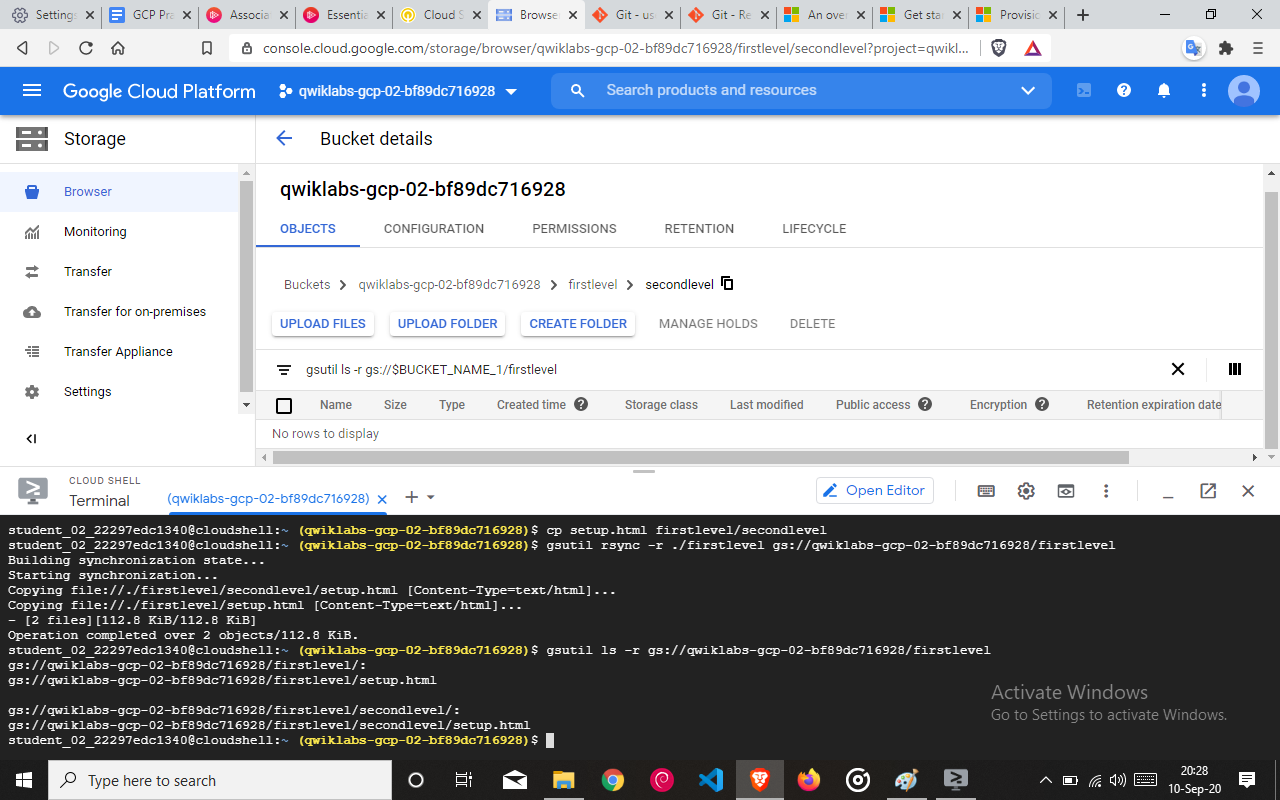 Settings
GCP Pra
Associa
Essentia
Cloud S
Browser
Git - us
Git - Re
An over
Get star
Provisio
console.cloud.google.com/storage/browser/qwiklabs-gcp-02-bf89dc716928/firstlevel/secondlevel?project=qwikl...
Google Cloud Platform
qwiklabs-gcp-02-bf89dc716928
Search products and resources
Storage
Bucket details
Browser
Monitoring
Transfer
Transfer for on-premises
Transfer Appliance
Settings
qwiklabs-gcp-02-bf89dc716928
OBJECTS CONFIGURATION PERMISSIONS RETENTION LIFECYCLE
Buckets > qwiklabs-gcp-02-bf89dc716928 > firstlevel > secondlevel
UPLOAD FILES UPLOAD FOLDER CREATE FOLDER MANAGE HOLDS DELETE
gsutil ls -r gs://$BUCKET_NAME_1/firstlevel
Name Size Type Created time Storage class Last modified Public access Encryption Retention expiration date
No rows to display
CLOUD SHELL
Terminal
(qwiklabs-gcp-02-bf89dc716928)
Open Editor
student_02_22297edc1340@cloudshell:~ (qwiklabs-gcp-02-bf89dc716928)$ cp setup.html firstlevel/secondlevel
student_02_22297edc1340@cloudshell:~ (qwiklabs-gcp-02-bf89dc716928)$ gsutil rsync -r ./firstlevel gs://qwiklabs-gcp-02-bf89dc716928/firstlevel
Building synchronization state...
Starting synchronization...
Copying file://./firstlevel/secondlevel/setup.html [Content-Type=text/html]...
Copying file://./firstlevel/setup.html [Content-Type=text/html]...
- [2 files][112.8 KiB/112.8 KiB]
Operation completed over 2 objects/112.8 KiB.
student_02_22297edc1340@cloudshell:~ (qwiklabs-gcp-02-bf89dc716928)$ gsutil ls -r gs://qwiklabs-gcp-02-bf89dc716928/firstlevel
gs://qwiklabs-gcp-02-bf89dc716928/firstlevel/:
gs://qwiklabs-gcp-02-bf89dc716928/firstlevel/setup.html
gs://qwiklabs-gcp-02-bf89dc716928/firstlevel/secondlevel/:
gs://qwiklabs-gcp-02-bf89dc716928/firstlevel/secondlevel/setup.html
student_02_22297edc1340@cloudshell:~ (qwiklabs-gcp-02-bf89dc716928)$
Activate Windows
Go to Settings to activate Windows.
Type here to search
20:28
10-Sep-20